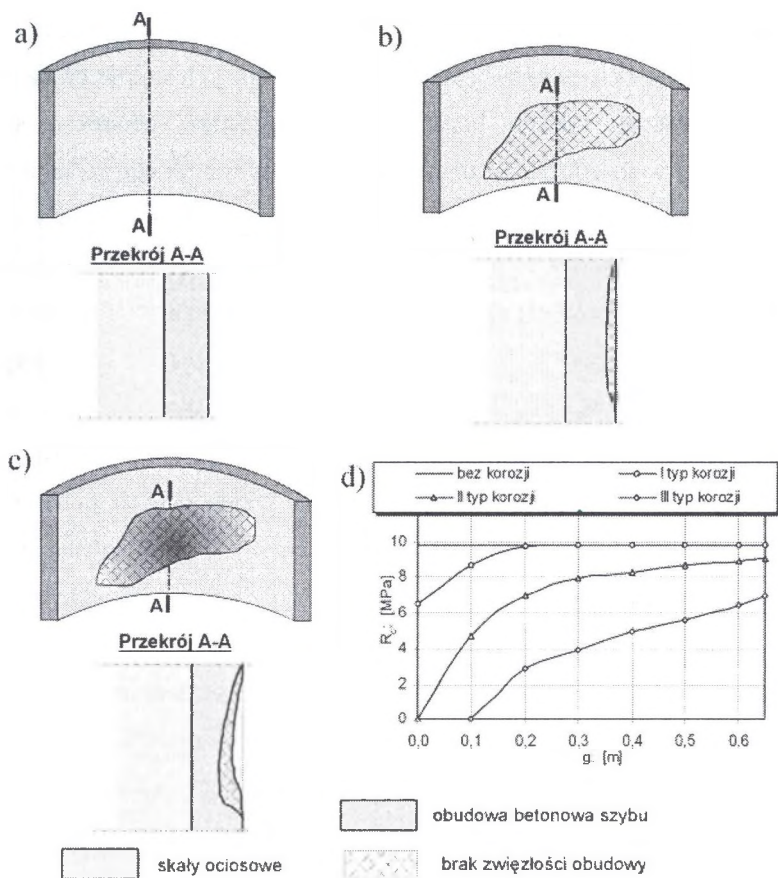 a)
A
A
Przekrój A-A
b)
A
A
Przekrój A-A
c)
A
A
Przekrój A-A
d)
bez korozji
I typ korozji
II typ korozji
III typ korozji
10
8
6
4
2
0
[MPa]
0,0 0,1 0,2 0,3 0,4 0,5 0,6
g. [m]
obudowa betonowa szybu
skały ociosowe
brak zwięzłości obudowy